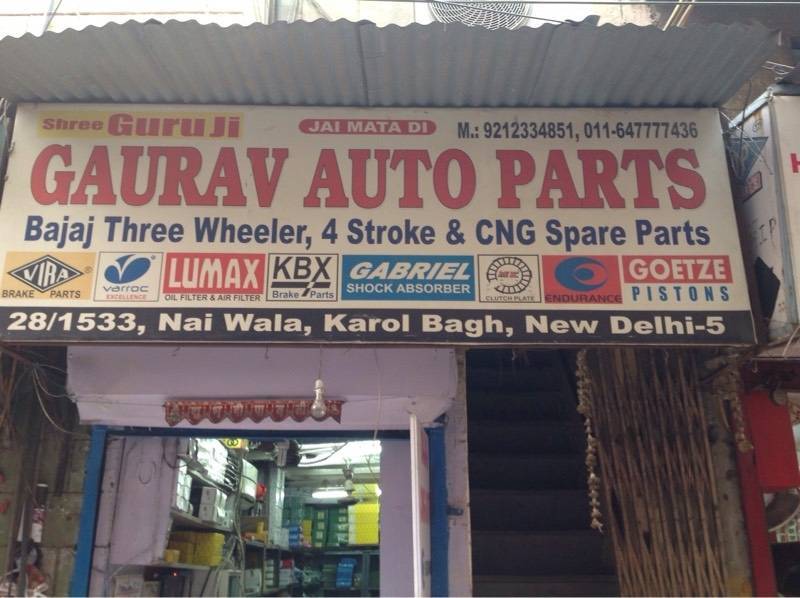 Shree Guru Ji JAI MATA DI M.: 9212334851, 011-647777436
GAURAV AUTO PARTS
Bajaj Three Wheeler, 4 Stroke & CNG Spare Parts
VIRA ® BRAKE PARTS
varroc EXCELLENCE
LUMAX OIL FILTER & AIR FILTER
KBX Brake Parts
GABRIEL SHOCK ABSORBER
CLUTCH PLATE
ENDURANCE
GOETZE PISTONS
28/1533, Nai Wala, Karol Bagh, New Delhi-5